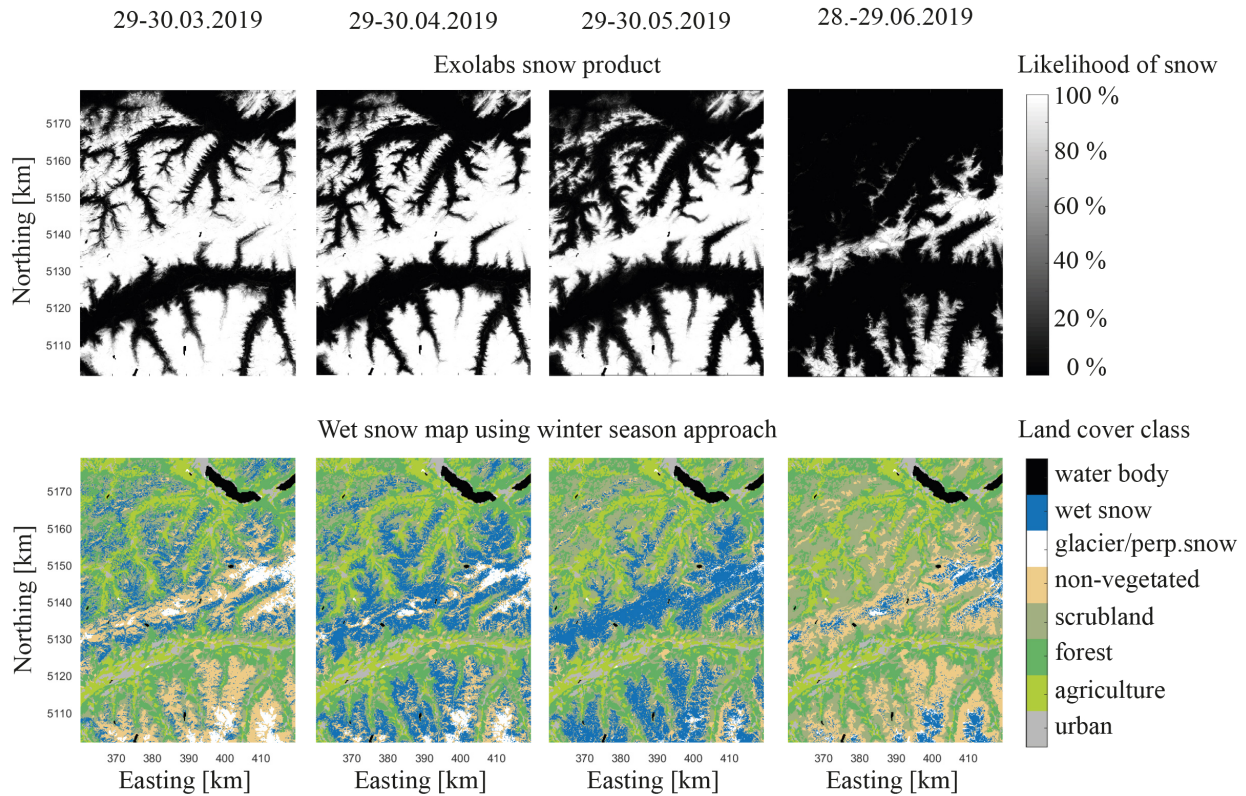 29-30.03.2019
29-30.04.2019
29-30.05.2019
28.-29.06.2019
Exolabs snow product
Likelihood of snow
Northing [km]
5170
5160
5150
5140
5130
5120
5110
100 %
80 %
60 %
40 %
20 %
0 %
Wet snow map using winter season approach
Land cover class
Northing [km]
5170
5160
5150
5140
5130
5120
5110
water body
wet snow
glacier/perp.snow
non-vegetated
scrubland
forest
agriculture
urban
370 380 390 400 410
370 380 390 400 410
370 380 390 400 410
370 380 390 400 410
Easting [km]
Easting [km]
Easting [km]
Easting [km]